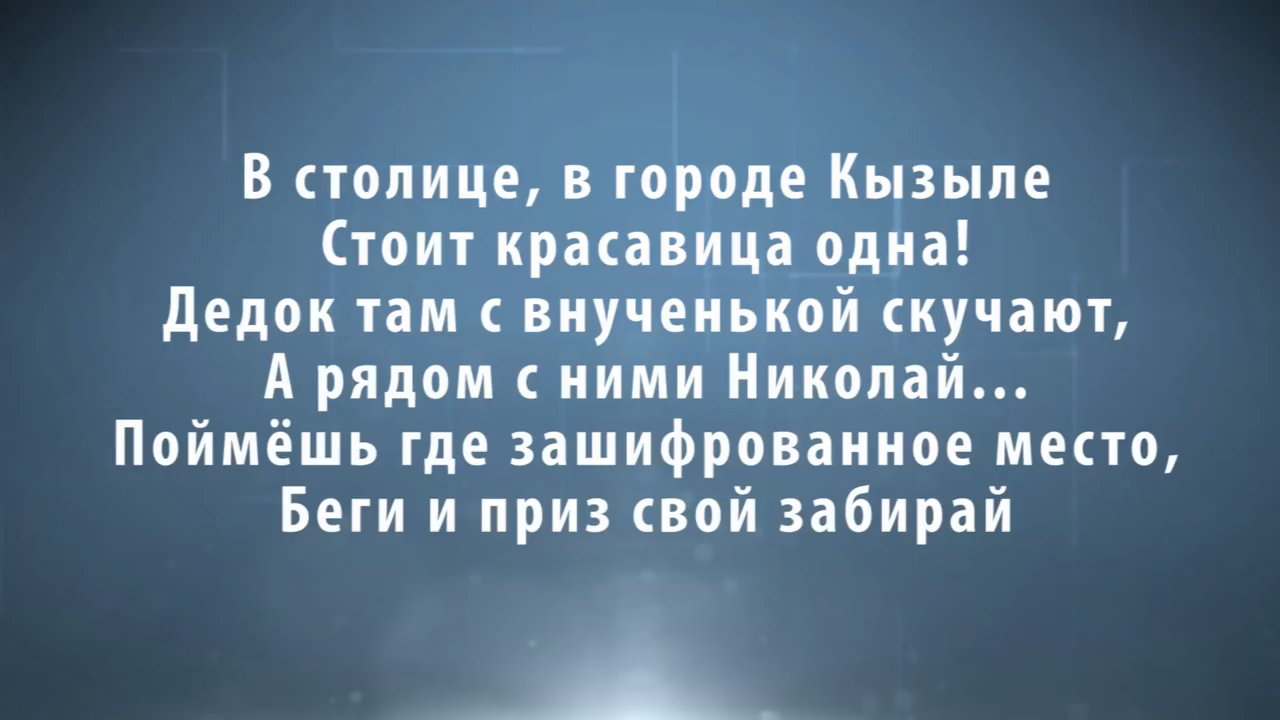 В столице, в городе Кызыле
Стоит красавица одна!
Дедок там с внученькой скучают,
А рядом с ними Николай...
Поймёшь где зашифрованное место,
Беги и приз свой забирай